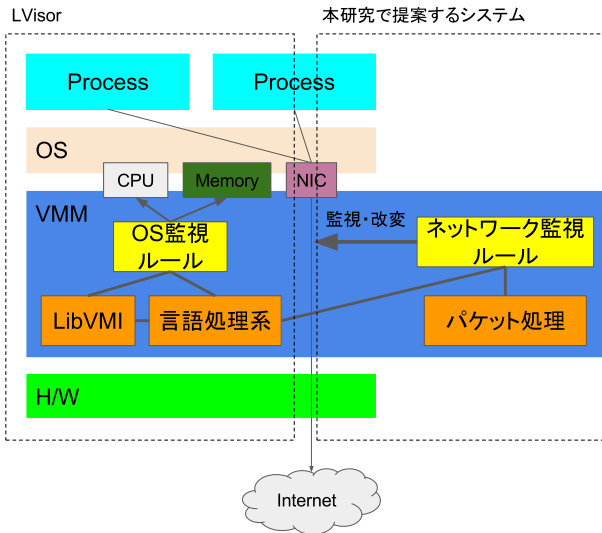 LVisor
本研究で提案するシステム
Process
Process
OS
CPU
Memory
NIC
VMM
監視・改変
OS監視
ルール
ネットワーク監視
ルール
LibVMI
言語処理系
パケット処理
H/W
Internet